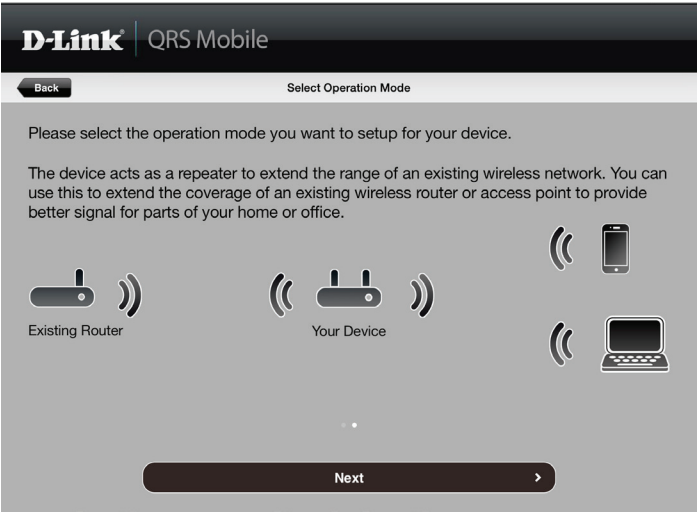 D-Link® QRS Mobile
Back
Select Operation Mode
Please select the operation mode you want to setup for your device.
The device acts as a repeater to extend the range of an existing wireless network. You can
use this to extend the coverage of an existing wireless router or access point to provide
better signal for parts of your home or office.
Existing Router
Your Device
Next